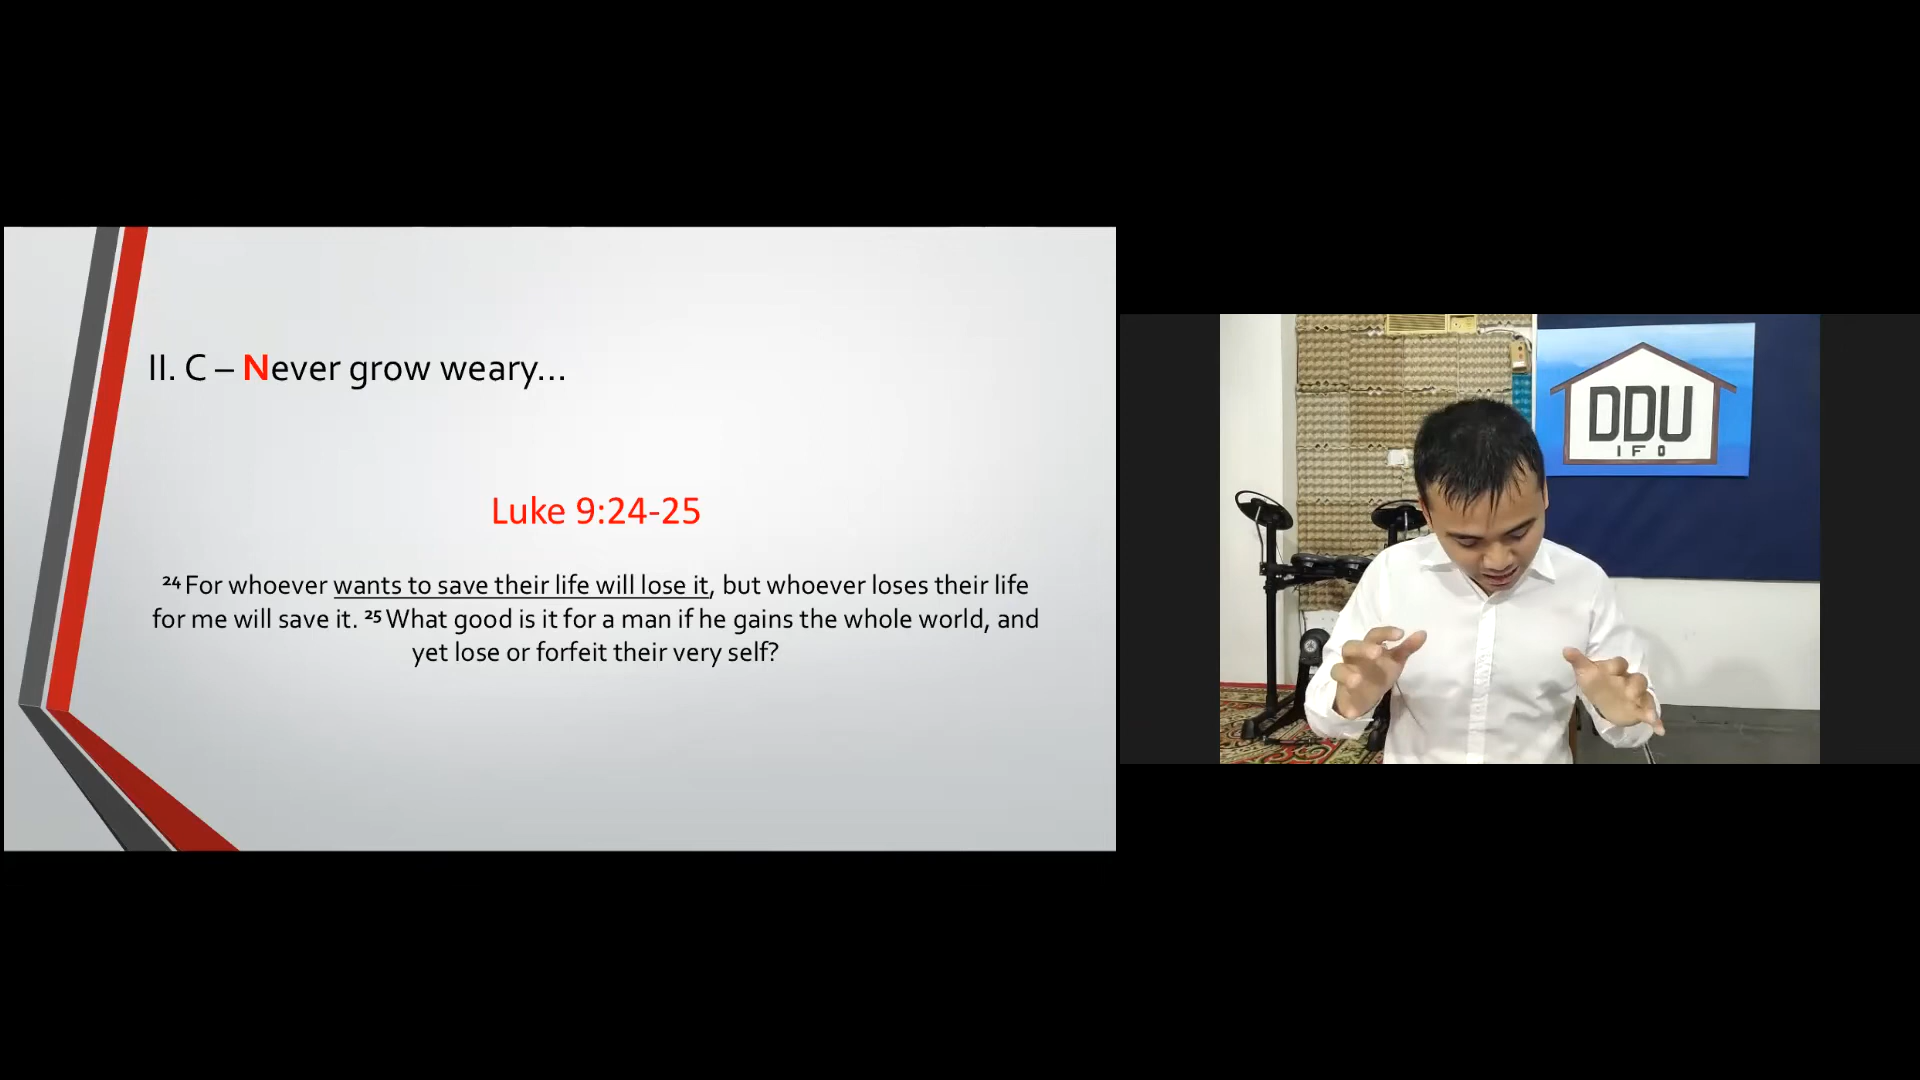 II. C – Never grow weary...
Luke 9:24-25
24 For whoever wants to save their life will lose it, but whoever loses their life
for me will save it. 25 What good is it for a man if he gains the whole world, and
yet lose or forfeit their very self?
DDU
IFO